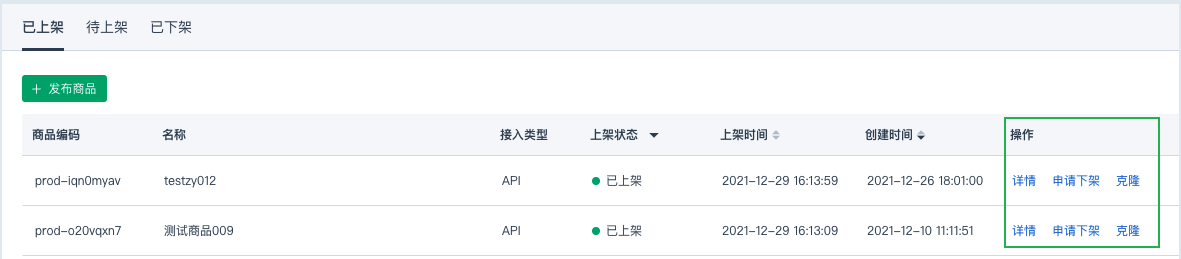 已上架 待上架 已下架
+ 发布商品
商品编码 名称 接入类型 上架状态 上架时间 创建时间 操作
prod-iqn0myav testzy012 API 已上架 2021-12-29 16:13:59 2021-12-26 18:01:00 详情 申请下架 克隆
prod-o20vqxn7 测试商品009 API 已上架 2021-12-29 16:13:09 2021-12-10 11:11:51 详情 申请下架 克隆